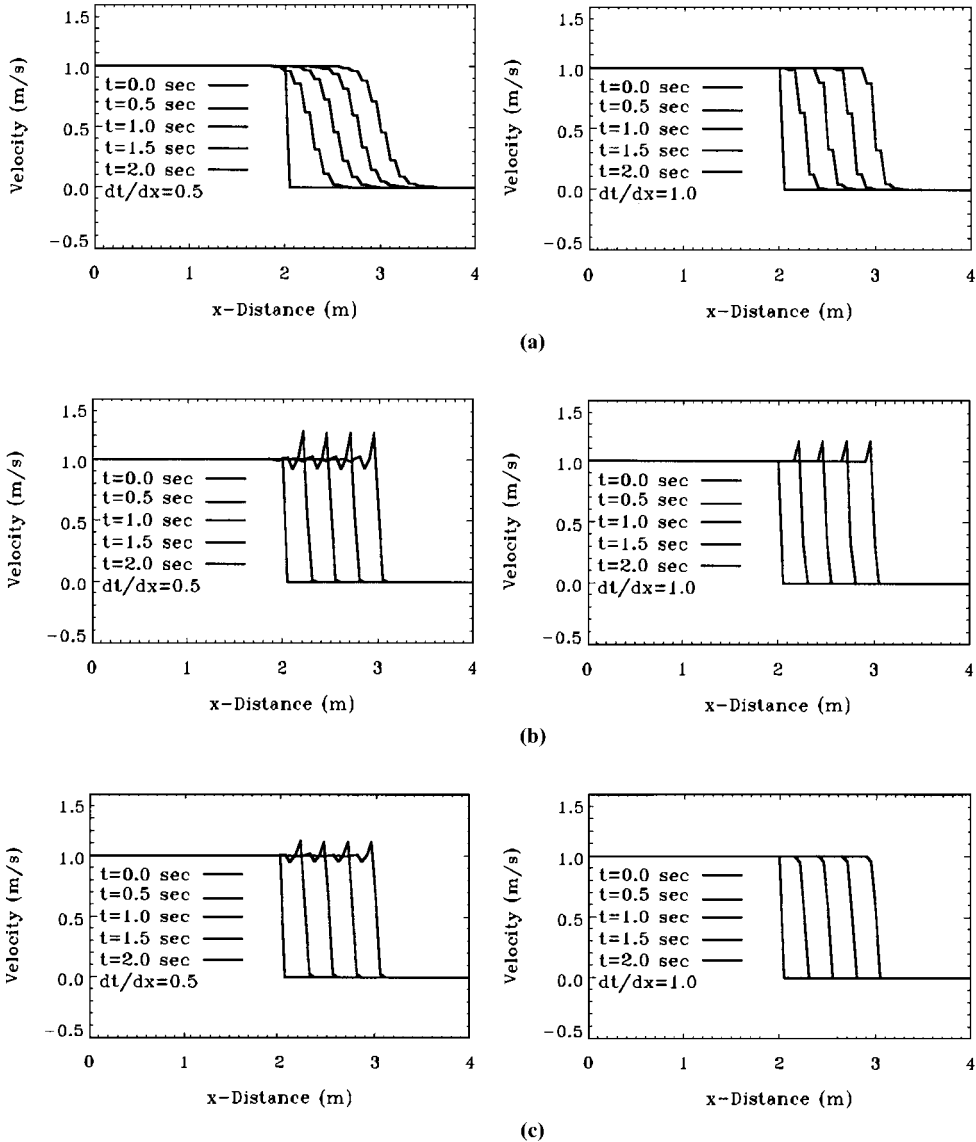 1.5
1.0
0.5
0.0
−0.5
Velocity (m/s)
t=0.0 sec
t=0.5 sec
t=1.0 sec
t=1.5 sec
t=2.0 sec
dt/dx=0.5
0 1 2 3 4
x-Distance (m)
1.5
1.0
0.5
0.0
−0.5
Velocity (m/s)
t=0.0 sec
t=0.5 sec
t=1.0 sec
t=1.5 sec
t=2.0 sec
dt/dx=1.0
0 1 2 3 4
x-Distance (m)
(a)
1.5
1.0
0.5
0.0
−0.5
Velocity (m/s)
t=0.0 sec
t=0.5 sec
t=1.0 sec
t=1.5 sec
t=2.0 sec
dt/dx=0.5
0 1 2 3 4
x-Distance (m)
1.5
1.0
0.5
0.0
−0.5
Velocity (m/s)
t=0.0 sec
t=0.5 sec
t=1.0 sec
t=1.5 sec
t=2.0 sec
dt/dx=1.0
0 1 2 3 4
x-Distance (m)
(b)
1.5
1.0
0.5
0.0
−0.5
Velocity (m/s)
t=0.0 sec
t=0.5 sec
t=1.0 sec
t=1.5 sec
t=2.0 sec
dt/dx=0.5
0 1 2 3 4
x-Distance (m)
1.5
1.0
0.5
0.0
−0.5
Velocity (m/s)
t=0.0 sec
t=0.5 sec
t=1.0 sec
t=1.5 sec
t=2.0 sec
dt/dx=1.0
0 1 2 3 4
x-Distance (m)
(c)